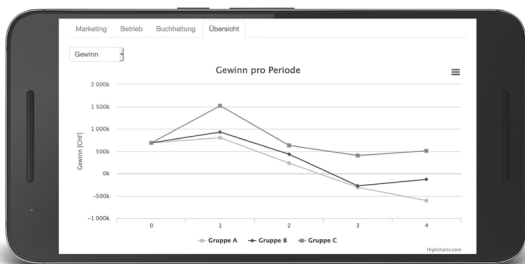 Marketing Betrieb Buchhaltung Übersicht
Gewinn
Gewinn pro Periode
2 000k
1 500k
1 000k
500k
0k
-500k
-1.000k
Gewinn [CHF]
0 1 2 3 4
Gruppe A Gruppe B Gruppe C
Highcharts.com